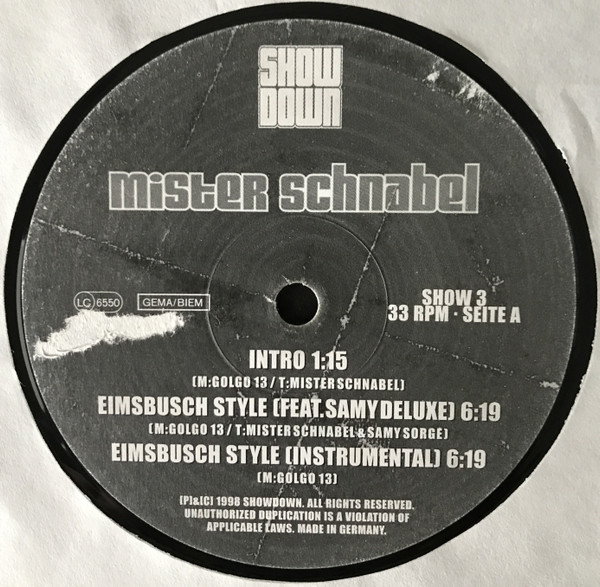 SHOW
DOWN
mister schnabel
LC 6550 GEMA/BIEM
SHOW 3
33 RPM · SEITE A
INTRO 1:15
(M:GOLGO 13 / T:MISTER SCHNABEL)
EIMSBUSCH STYLE (FEAT.SAMY DELUXE) 6:19
(M:GOLGO 13 / T:MISTER SCHNABEL & SAMY SORGE)
EIMSBUSCH STYLE (INSTRUMENTAL) 6:19
(M:GOLGO 13)
(P)&(C) 1998 SHOWDOWN. ALL RIGHTS RESERVED.
UNAUTHORIZED DUPLICATION IS A VIOLATION OF
APPLICABLE LAWS. MADE IN GERMANY.